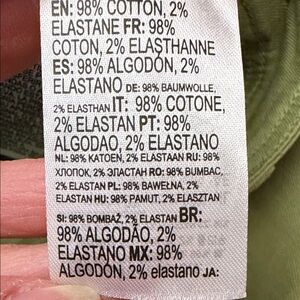 EN: 98% COTTON, 2%
ELASTANE FR: 98%
COTON, 2% ELASTHANNE
ES: 98% ALGODÓN, 2%
ELASTANO DE: 98% BAUMWOLLE,
2% ELASTHAN IT: 98% COTONE,
2% ELASTAN PT: 98%
ALGODAO, 2% ELASTANO
NL: 98% KATOEN, 2% ELASTAAN RU: 98%
ХЛОПОК, 2% ЭЛАСТАН RO: 98% BUMBAC,
2% ELASTAN PL: 98% BAWEŁNA, 2%
ELASTAN HU: 98% PAMUT, 2% ELASZTAN
SI: 98% BOMBAŽ, 2% ELASTAN BR:
98% ALGODÃO, 2%
ELASTANO MX: 98%
ALGODÓN, 2% elastano JA: